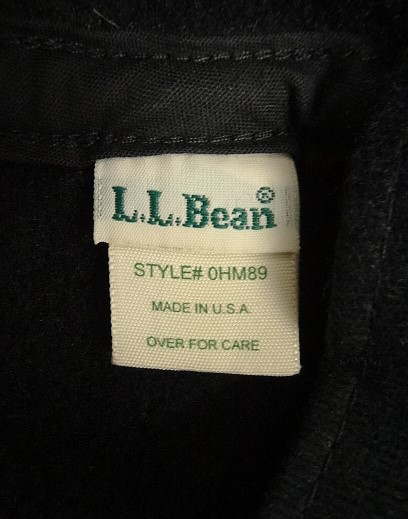 L.L.Bean®
STYLE# 0HM89
MADE IN U.S.A.
OVER FOR CARE